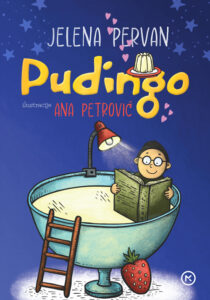 JELENA PERVAN
Pudingo
ilustracije
ANA PETROVIĆ